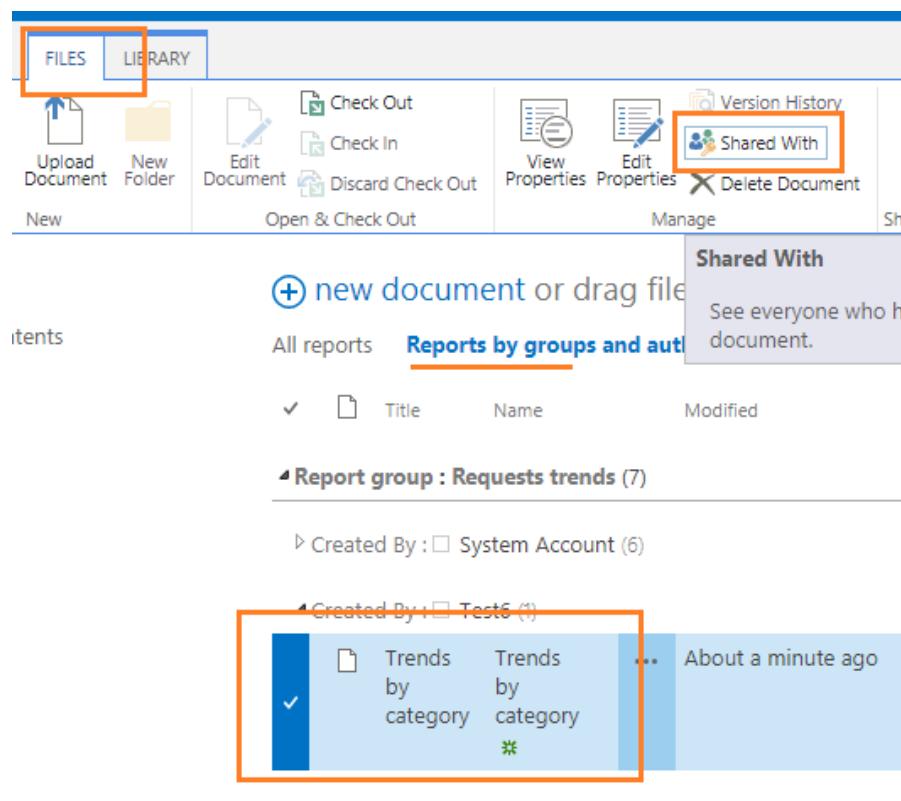 FILES LIBRARY
Upload Document
New Folder
Edit Document
Check Out
Check In
Discard Check Out
View Properties
Edit Properties
Version History
Shared With
Delete Document
New
Open & Check Out
Manage
Sh
Shared With
See everyone who h
document.
new document or drag file
ntents
All reports Reports by groups and aut
Title Name Modified
Report group : Requests trends (7)
Created By : System Account (6)
Created By : Test6 (1)
Trends by category
Trends by category
... About a minute ago